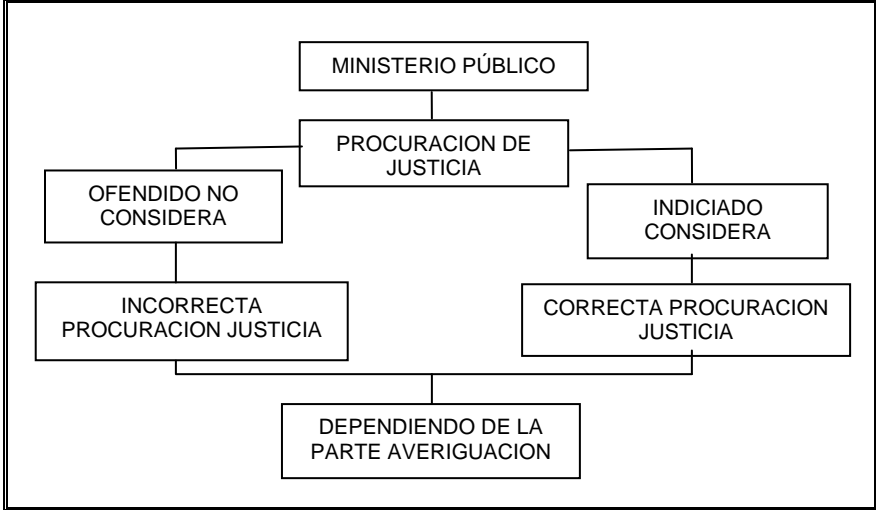 MINISTERIO PÚBLICO
PROCURACION DE
JUSTICIA
OFENDIDO NO
CONSIDERA
INDICIADO
CONSIDERA
INCORRECTA
PROCURACION JUSTICIA
CORRECTA PROCURACION
JUSTICIA
DEPENDIENDO DE LA
PARTE AVERIGUACION